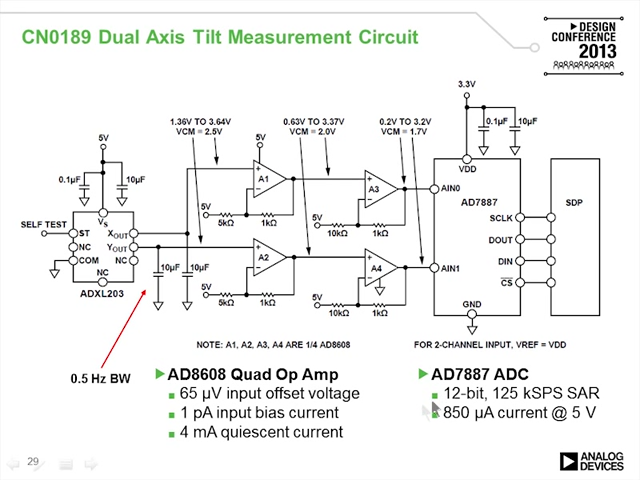 CN0189 Dual Axis Tilt Measurement Circuit
DESIGN
CONFERENCE
2013
3.3V
0.1µF
10µF
1.36V TO 3.64V
VCM = 2.5V
0.63V TO 3.37V
VCM = 2.0V
0.2V TO 3.2V
VCM = 1.7V
5V
5V
0.1µF
10µF
A1
A3
VDD
AIN0
AD7887
SDP
5V
5kΩ
1kΩ
5V
10kΩ
1kΩ
SELF TEST
VS
ST
XOUT
NC
YOUT
COM
NC
NC
ADXL203
10µF
10µF
A2
A4
AIN1
SCLK
DOUT
DIN
CS
GND
5V
5kΩ
1kΩ
5V
10kΩ
1kΩ
NOTE: A1, A2, A3, A4 ARE 1/4 AD8608
FOR 2-CHANNEL INPUT, VREF = VDD
0.5 Hz BW
AD8608 Quad Op Amp
65 µV input offset voltage
1 pA input bias current
4 mA quiescent current
AD7887 ADC
12-bit, 125 kSPS SAR
850 µA current @ 5 V
29
ANALOG
DEVICES